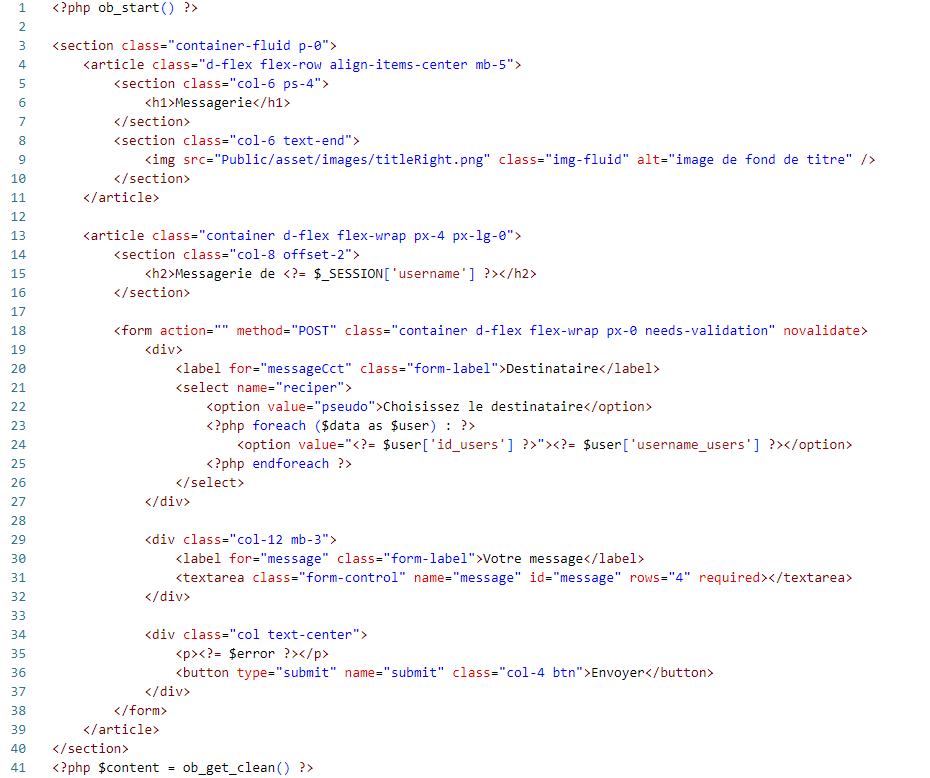 1 <?php ob_start() ?>
2
3 <section class="container-fluid p-0">
4     <article class="d-flex flex-row align-items-center mb-5">
5         <section class="col-6 ps-4">
6             <h1>Messagerie</h1>
7         </section>
8         <section class="col-6 text-end">
9             <img src="Public/asset/images/titleRight.png" class="img-fluid" alt="image de fond de titre" />
10         </section>
11     </article>
12
13     <article class="container d-flex flex-wrap px-4 px-lg-0">
14         <section class="col-8 offset-2">
15             <h2>Messagerie de <?= $_SESSION['username'] ?></h2>
16         </section>
17
18         <form action="" method="POST" class="container d-flex flex-wrap px-0 needs-validation" novalidate>
19             <div>
20                 <label for="messageCct" class="form-label">Destinataire</label>
21                 <select name="reciper">
22                     <option value="pseudo">Choisissez le destinataire</option>
23                     <?php foreach ($data as $user) : ?>
24                         <option value="<?= $user['id_users'] ?>"><?= $user['username_users'] ?></option>
25                     <?php endforeach ?>
26                 </select>
27             </div>
28
29             <div class="col-12 mb-3">
30                 <label for="message" class="form-label">Votre message</label>
31                 <textarea class="form-control" name="message" id="message" rows="4" required></textarea>
32             </div>
33
34             <div class="col text-center">
35                 <p><?= $error ?></p>
36                 <button type="submit" name="submit" class="col-4 btn">Envoyer</button>
37             </div>
38         </form>
39     </article>
40 </section>
41 <?php $content = ob_get_clean() ?>